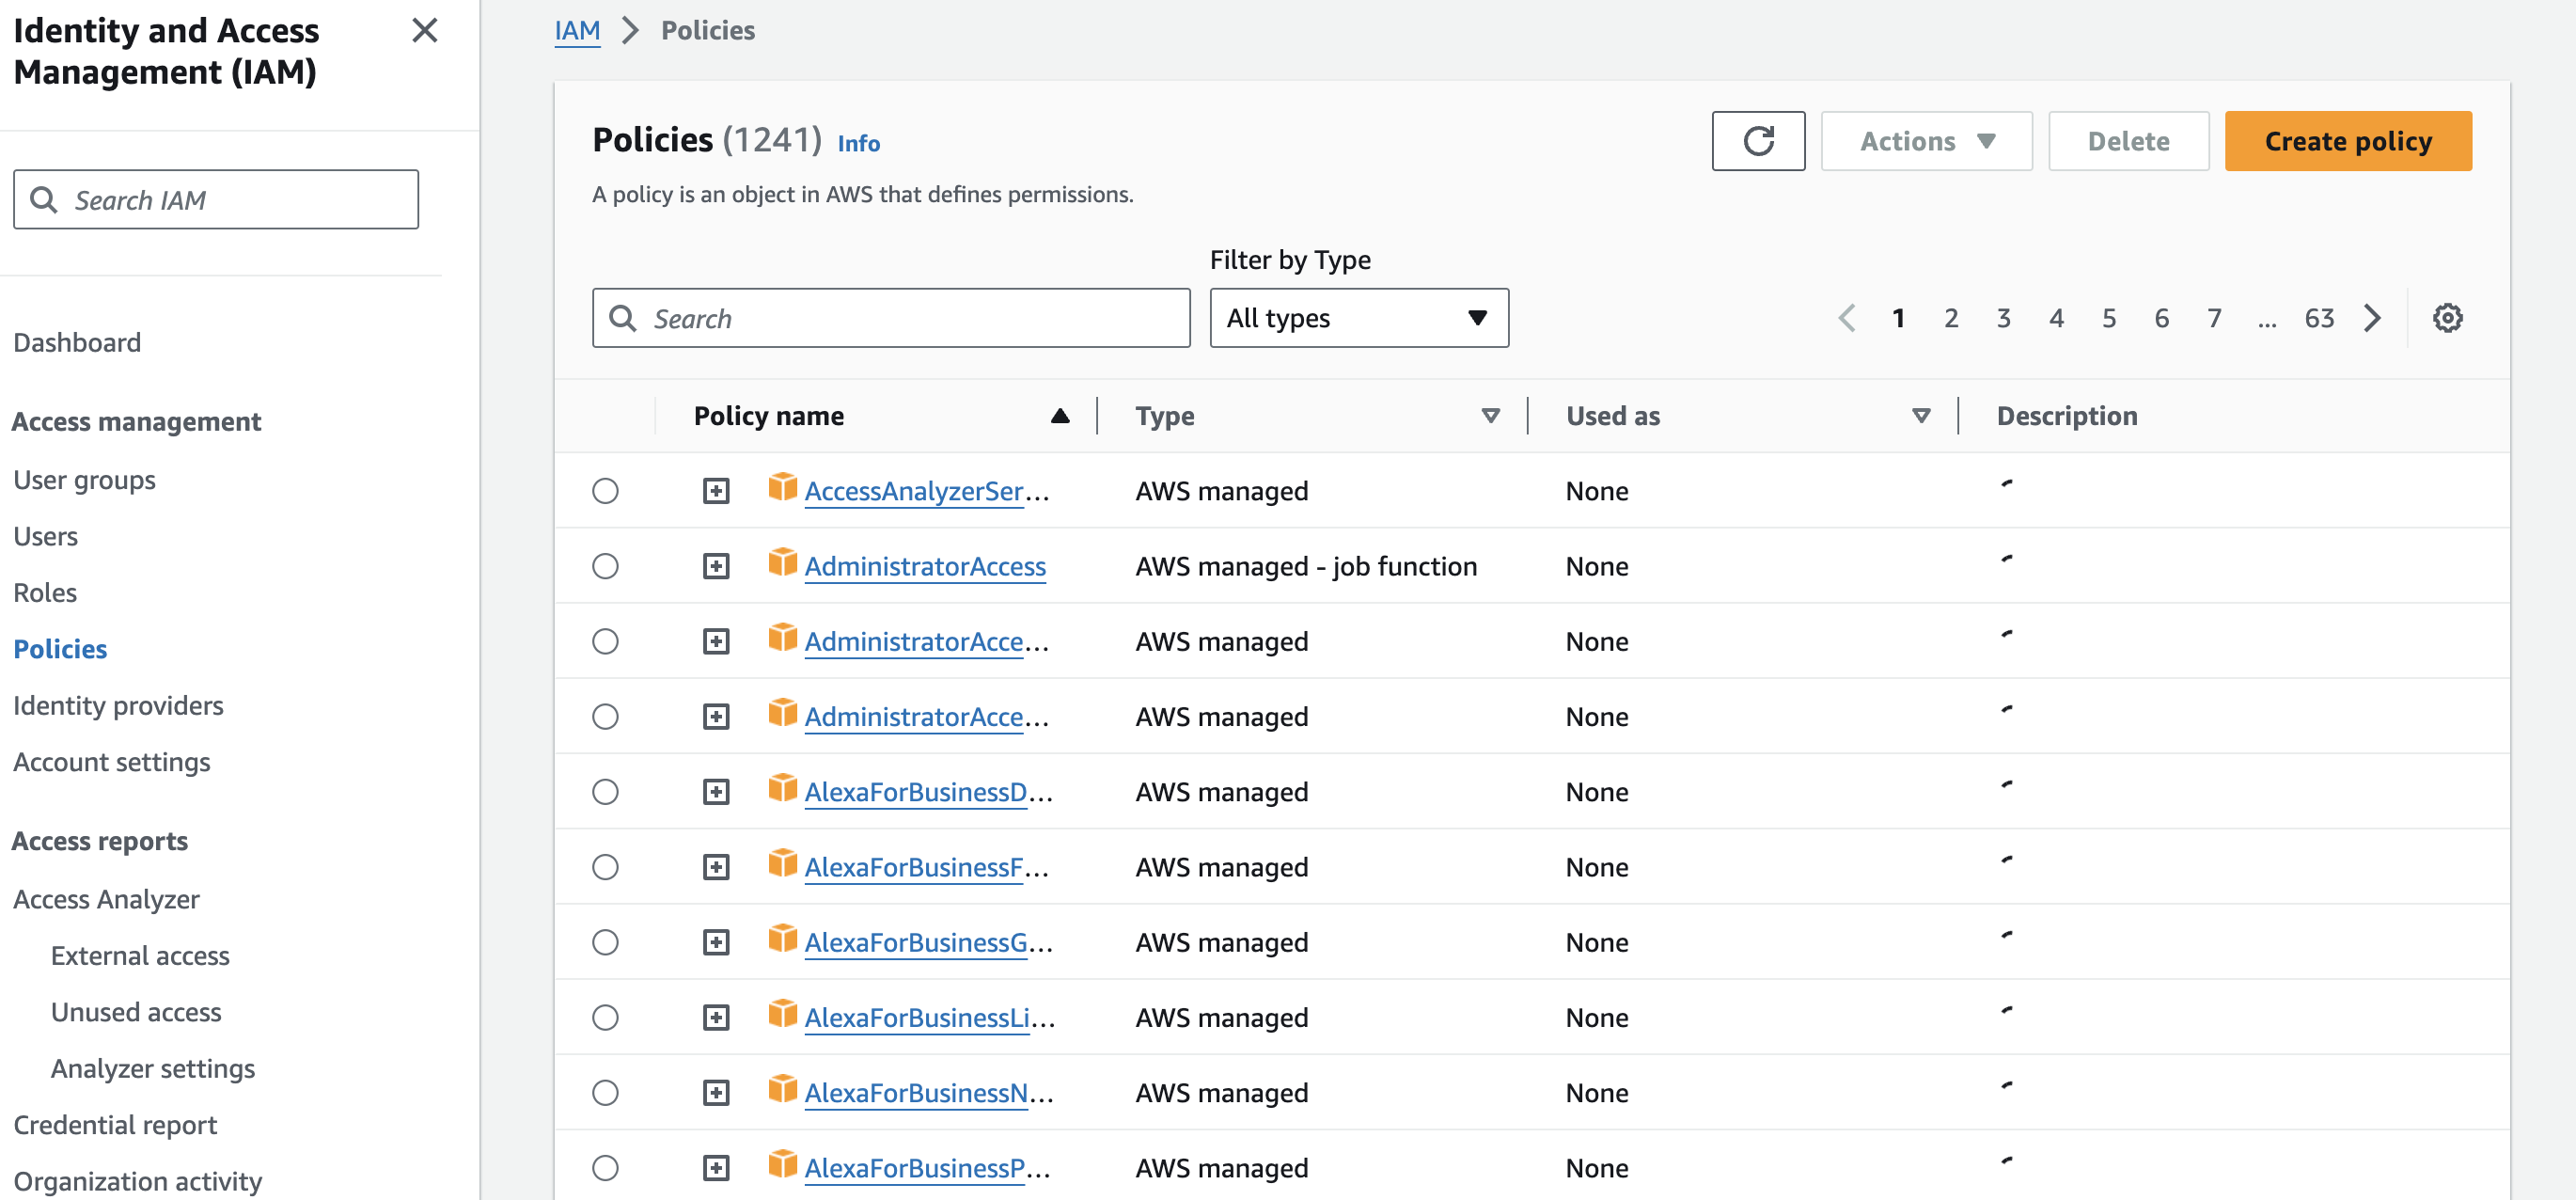 Identity and Access
Management (IAM)
Search IAM
Dashboard
Access management
User groups
Users
Roles
Policies
Identity providers
Account settings
Access reports
Access Analyzer
External access
Unused access
Analyzer settings
Credential report
Organization activity
IAM > Policies
Policies (1241) Info
A policy is an object in AWS that defines permissions.
Actions
Delete
Create policy
Filter by Type
Search
All types
1 2 3 4 5 6 7 ... 63
Policy name Type Used as Description
AccessAnalyzerSer... AWS managed None
AdministratorAccess AWS managed - job function None
AdministratorAcce... AWS managed None
AdministratorAcce... AWS managed None
AlexaForBusinessD... AWS managed None
AlexaForBusinessF... AWS managed None
AlexaForBusinessG... AWS managed None
AlexaForBusinessLi... AWS managed None
AlexaForBusinessN... AWS managed None
AlexaForBusinessP... AWS managed None